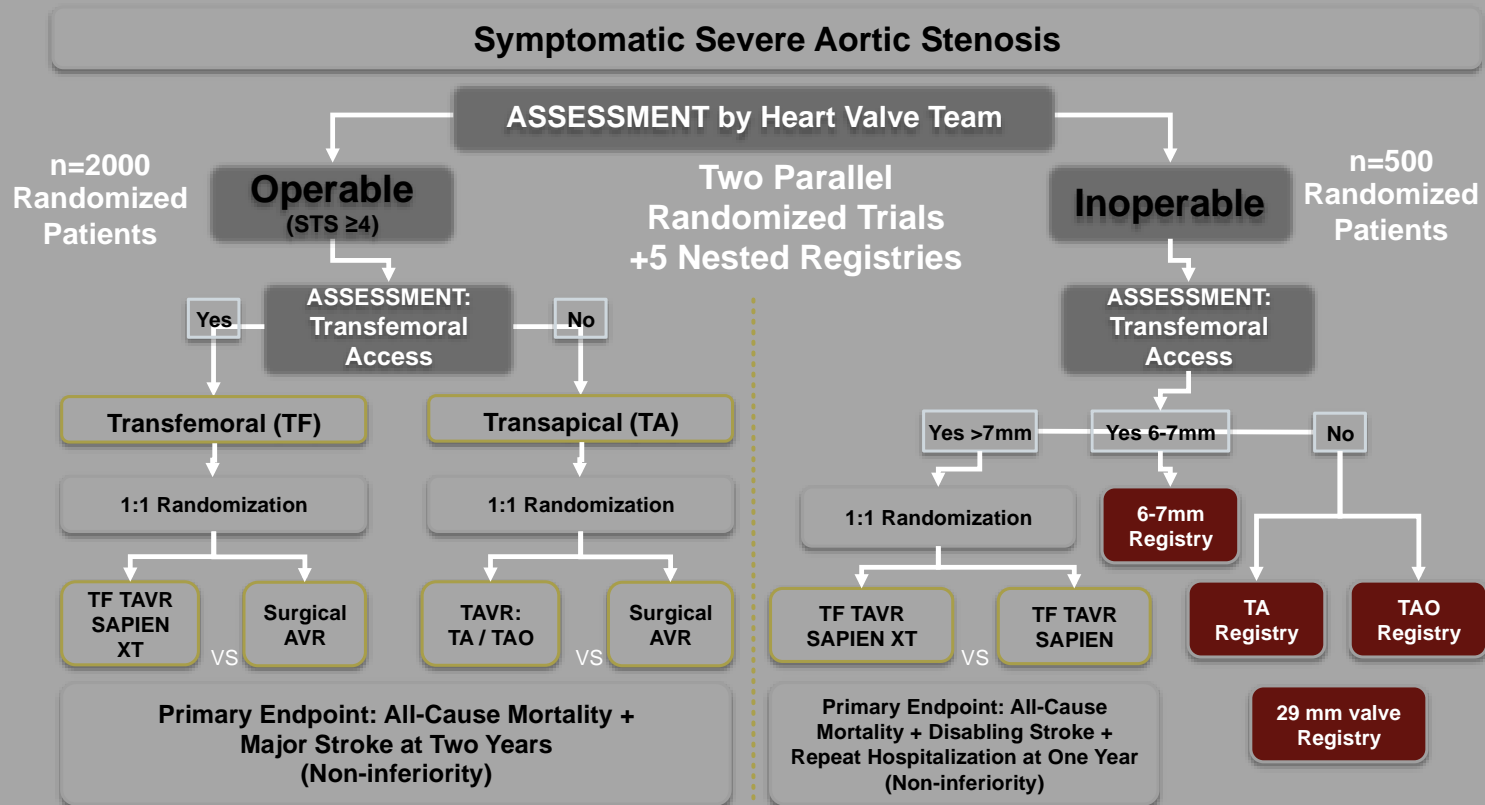 Symptomatic Severe Aortic Stenosis
ASSESSMENT by Heart Valve Team
n=2000
Randomized
Patients
Operable
(STS ≥4)
Two Parallel
Randomized Trials
+5 Nested Registries
Inoperable
n=500
Randomized
Patients
Yes
ASSESSMENT:
Transfemoral
Access
No
ASSESSMENT:
Transfemoral
Access
Transfemoral (TF)
Transapical (TA)
Yes >7mm
Yes 6-7mm
No
1:1 Randomization
1:1 Randomization
1:1 Randomization
6-7mm
Registry
TF TAVR
SAPIEN
XT
VS
Surgical
AVR
TAVR:
TA / TAO
VS
Surgical
AVR
TF TAVR
SAPIEN XT
VS
TF TAVR
SAPIEN
TA
Registry
TAO
Registry
Primary Endpoint: All-Cause Mortality +
Major Stroke at Two Years
(Non-inferiority)
Primary Endpoint: All-Cause
Mortality + Disabling Stroke +
Repeat Hospitalization at One Year
(Non-inferiority)
29 mm valve
Registry